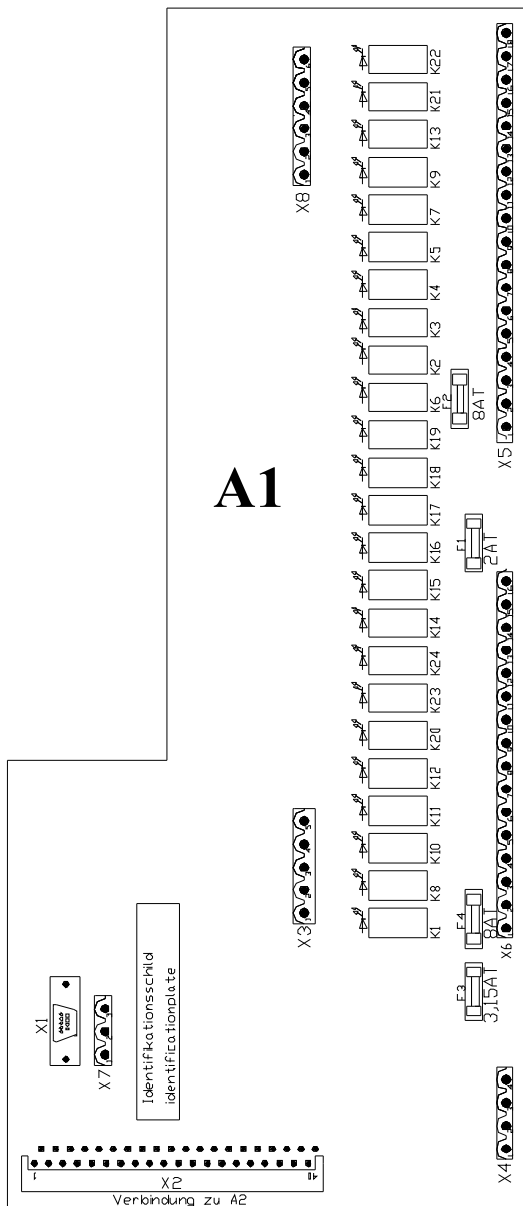 K22
K21
K13
K9
K7
K5
K4
K3
K2
K6
K19
K18
K17
K16
K15
K14
K24
K23
K20
K12
K11
K10
K8
K1
X8
X5
F2
8AT
A1
F1
2AT
X3
F4
8AT
X6
F3
3,15AT
X1
X7
Identifikationsschild
identificationplate
X4
1
40
X2
Verbindung zu A2